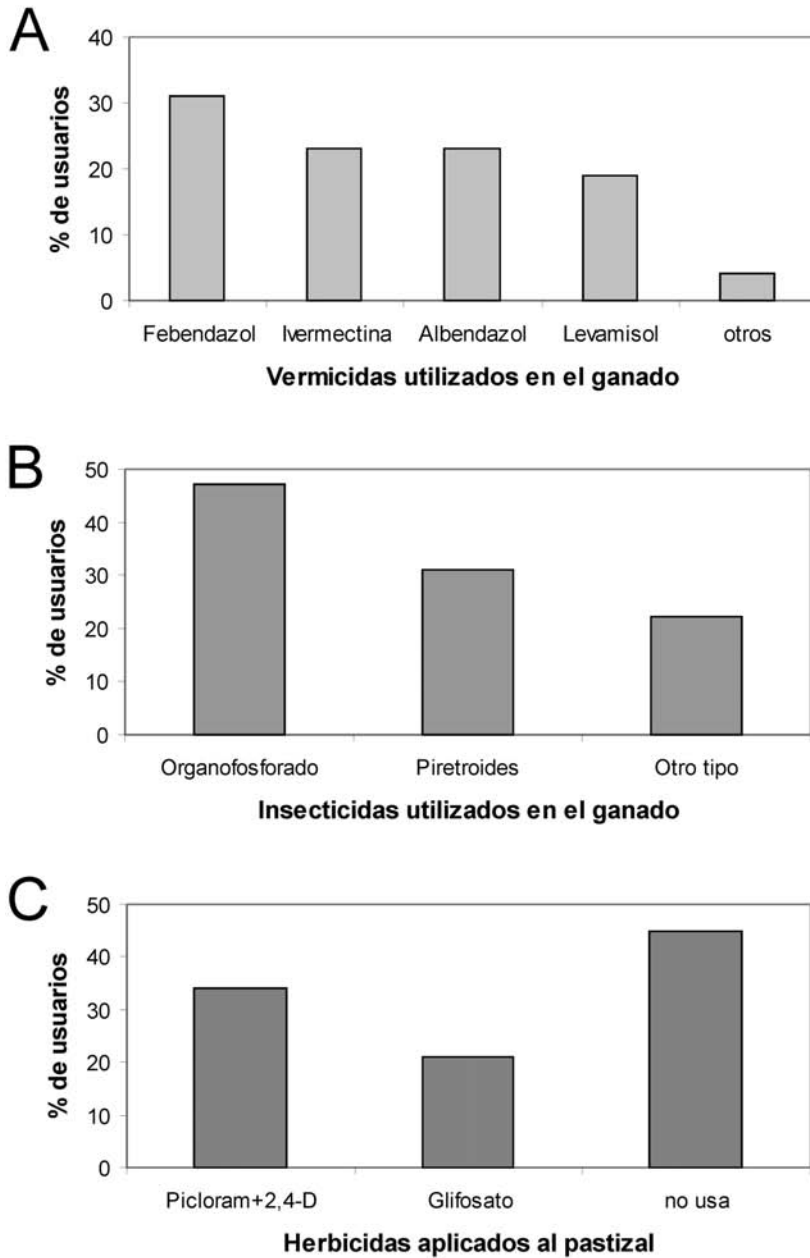 A
% de usuarios
40
30
20
10
0
Febendazol Ivermectina Albendazol Levamisol otros
Vermicidas utilizados en el ganado
B
% de usuarios
50
40
30
20
10
0
Organofosforado Piretroides Otro tipo
Insecticidas utilizados en el ganado
C
% de usuarios
50
40
30
20
10
0
Picloram+2,4-D Glifosato no usa
Herbicidas aplicados al pastizal